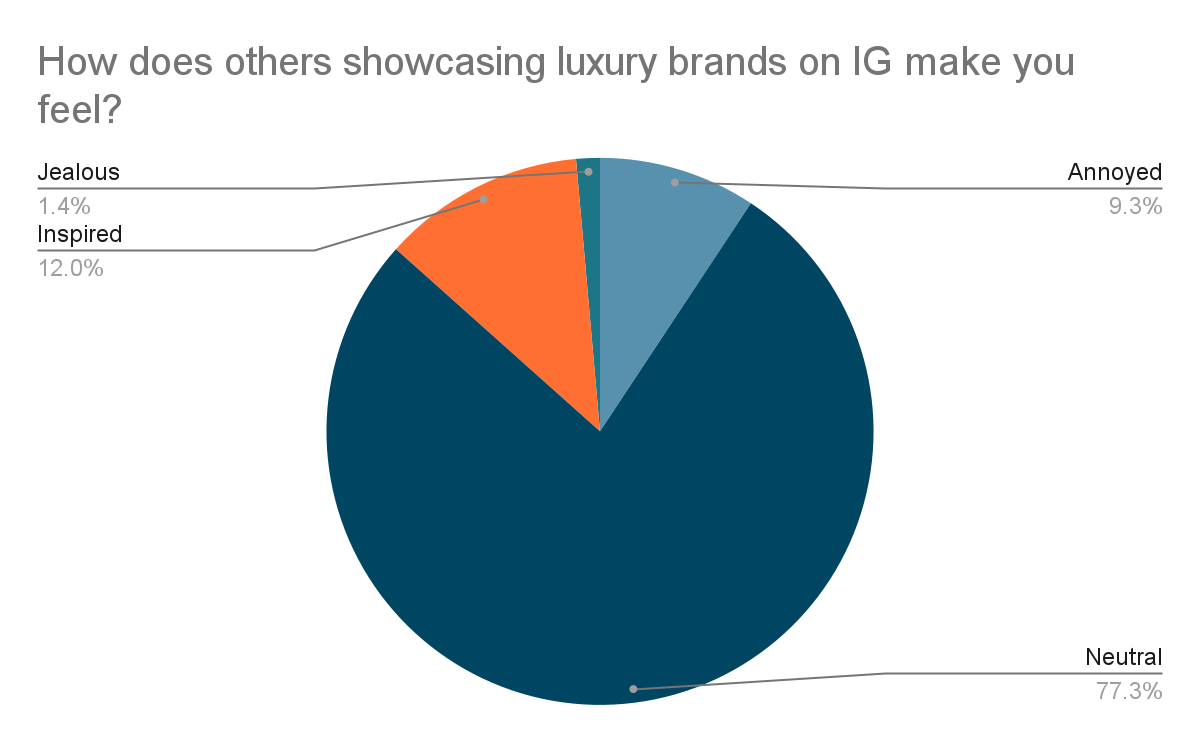 How does others showcasing luxury brands on IG make you
feel?
Jealous
1.4%
Inspired
12.0%
Annoyed
9.3%
Neutral
77.3%